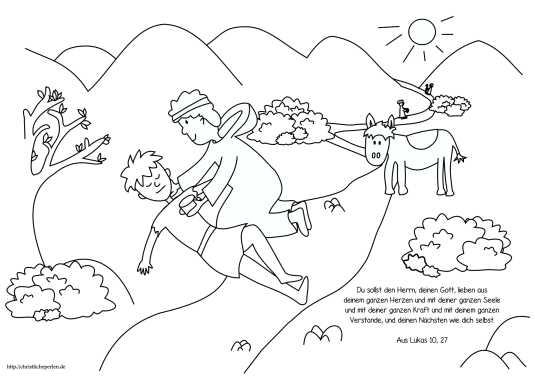 Du sollst den Herrn, deinen Gott, lieben aus
deinem ganzen Herzen und mit deiner ganzen Seele
und mit deiner ganzen Kraft und mit deinem ganzen
Verstande, und deinen Nächsten wie dich selbst
Aus Lukas 10, 27
http://christlicheperlen.de